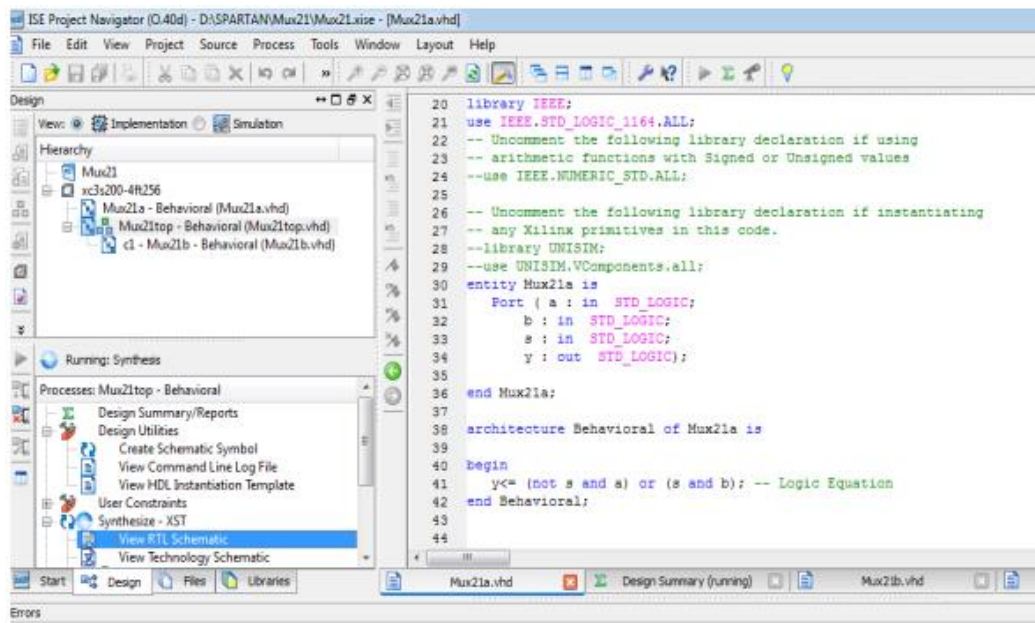 ISE Project Navigator (O.40d) - D:\SPARTAN\Mux21\Mux21.xise - [Mux21a.vhd]
File Edit View Project Source Process Tools Window Layout Help
Design
View: Implementation Simulation
Hierarchy
Mux21
xc3s200-4ft256
Mux21a - Behavioral (Mux21a.vhd)
Mux21top - Behavioral (Mux21top.vhd)
c1 - Mux21b - Behavioral (Mux21b.vhd)
Running: Synthesis
Processes: Mux21top - Behavioral
Design Summary/Reports
Design Utilities
Create Schematic Symbol
View Command Line Log File
View HDL Instantiation Template
User Constraints
Synthesize - XST
View RTL Schematic
View Technology Schematic
Start Design Files Libraries
20 library IEEE;
21 use IEEE.STD_LOGIC_1164.ALL;
22 -- Uncomment the following library declaration if using
23 -- arithmetic functions with Signed or Unsigned values
24 --use IEEE.NUMERIC_STD.ALL;
25
26 -- Uncomment the following library declaration if instantiating
27 -- any Xilinx primitives in this code.
28 --library UNISIM;
29 --use UNISIM.VComponents.all;
30 entity Mux21a is
31 Port ( a : in STD_LOGIC;
32 b : in STD_LOGIC;
33 s : in STD_LOGIC;
34 y : out STD_LOGIC);
35
36 end Mux21a;
37
38 architecture Behavioral of Mux21a is
39
40 begin
41 y<= (not s and a) or (s and b); -- Logic Equation
42 end Behavioral;
43
44
Mux21a.vhd Design Summary (running) Mux21b.vhd
Errors